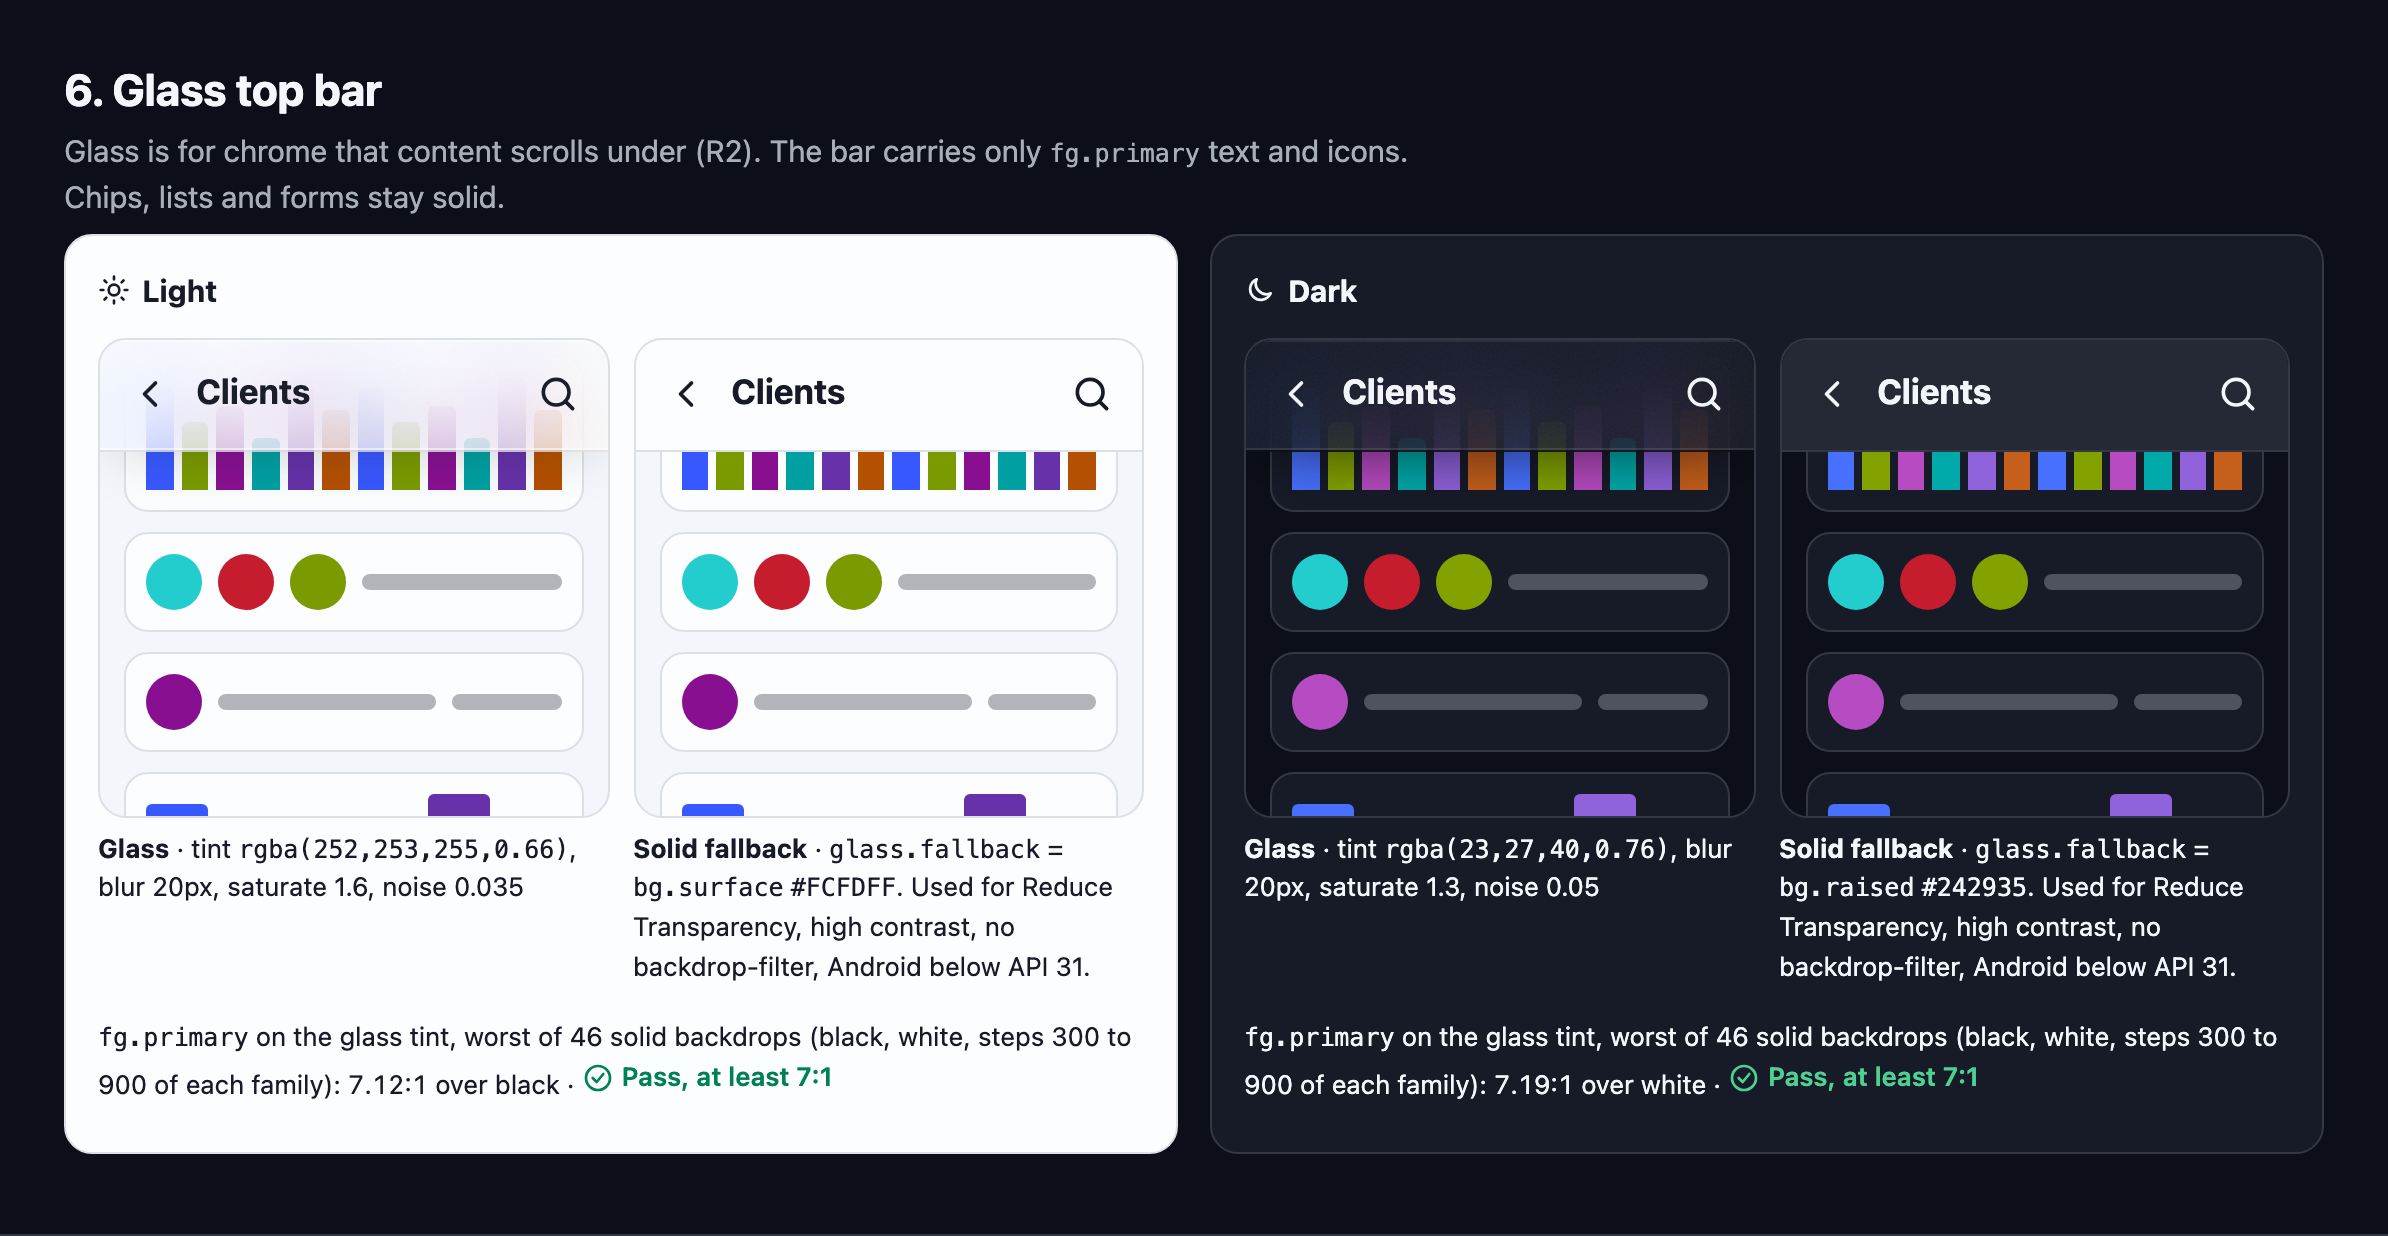 6. Glass top bar
Glass is for chrome that content scrolls under (R2). The bar carries only fg.primary text and icons.
Chips, lists and forms stay solid.
Light
Clients
Clients
Glass · tint rgba(252,253,255,0.66),
blur 20px, saturate 1.6, noise 0.035
Solid fallback · glass.fallback =
bg.surface #FCFDFF. Used for Reduce
Transparency, high contrast, no
backdrop-filter, Android below API 31.
fg.primary on the glass tint, worst of 46 solid backdrops (black, white, steps 300 to
900 of each family): 7.12:1 over black · Pass, at least 7:1
Dark
Clients
Clients
Glass · tint rgba(23,27,40,0.76), blur
20px, saturate 1.3, noise 0.05
Solid fallback · glass.fallback =
bg.raised #242935. Used for Reduce
Transparency, high contrast, no
backdrop-filter, Android below API 31.
fg.primary on the glass tint, worst of 46 solid backdrops (black, white, steps 300 to
900 of each family): 7.19:1 over white · Pass, at least 7:1